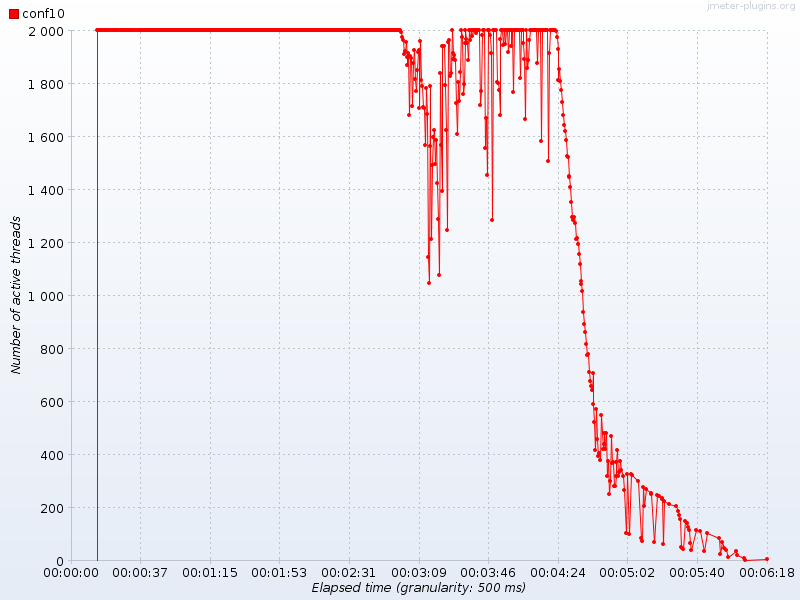 jmeter-plugins.org
conf10
2 000
1 800
1 600
1 400
1 200
1 000
800
600
400
200
0
Number of active threads
00:00:00 00:00:37 00:01:15 00:01:53 00:02:31 00:03:09 00:03:46 00:04:24 00:05:02 00:05:40 00:06:18
Elapsed time (granularity: 500 ms)